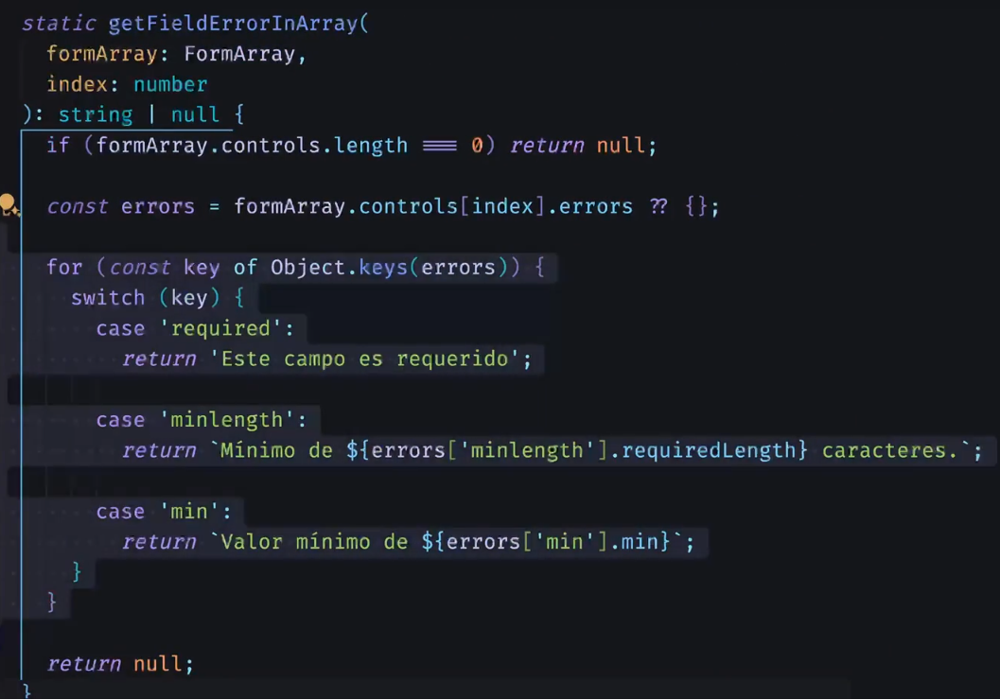 static getFieldErrorInArray(
formArray: FormArray,
index: number
): string | null {
if (formArray.controls.length === 0) return null;
const errors = formArray.controls[index].errors ?? {};
for (const key of Object.keys(errors)) {
switch (key) {
case 'required':
return 'Este campo es requerido';
case 'minlength':
return `Mínimo de ${errors['minlength'].requiredLength} caracteres.`;
case 'min':
return `Valor mínimo de ${errors['min'].min}`;
}
}
return null;
}